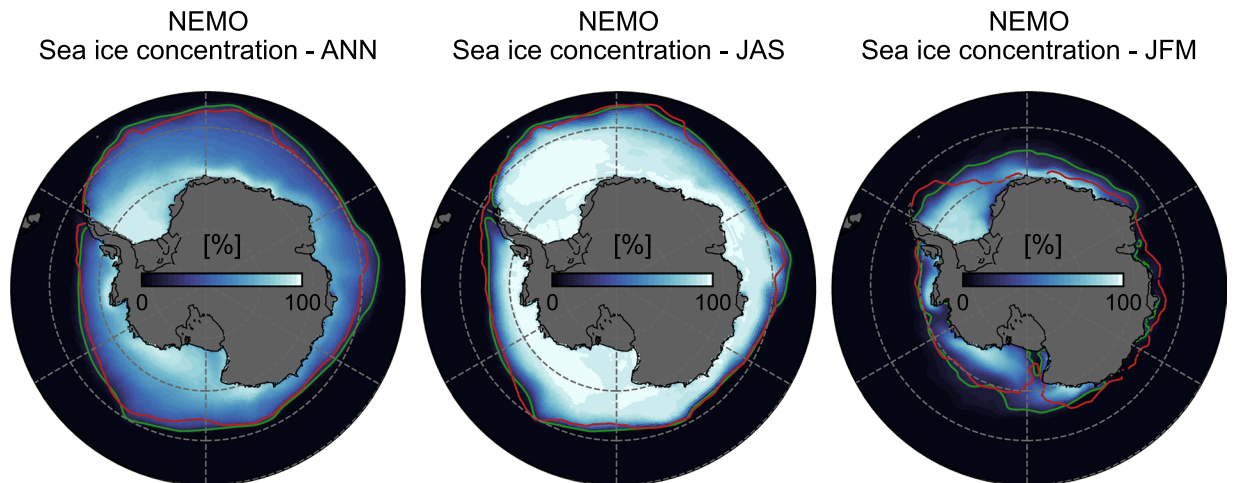 NEMO
Sea ice concentration - ANN
NEMO
Sea ice concentration - JAS
NEMO
Sea ice concentration - JFM
[%]
0 100
[%]
0 100
[%]
0 100